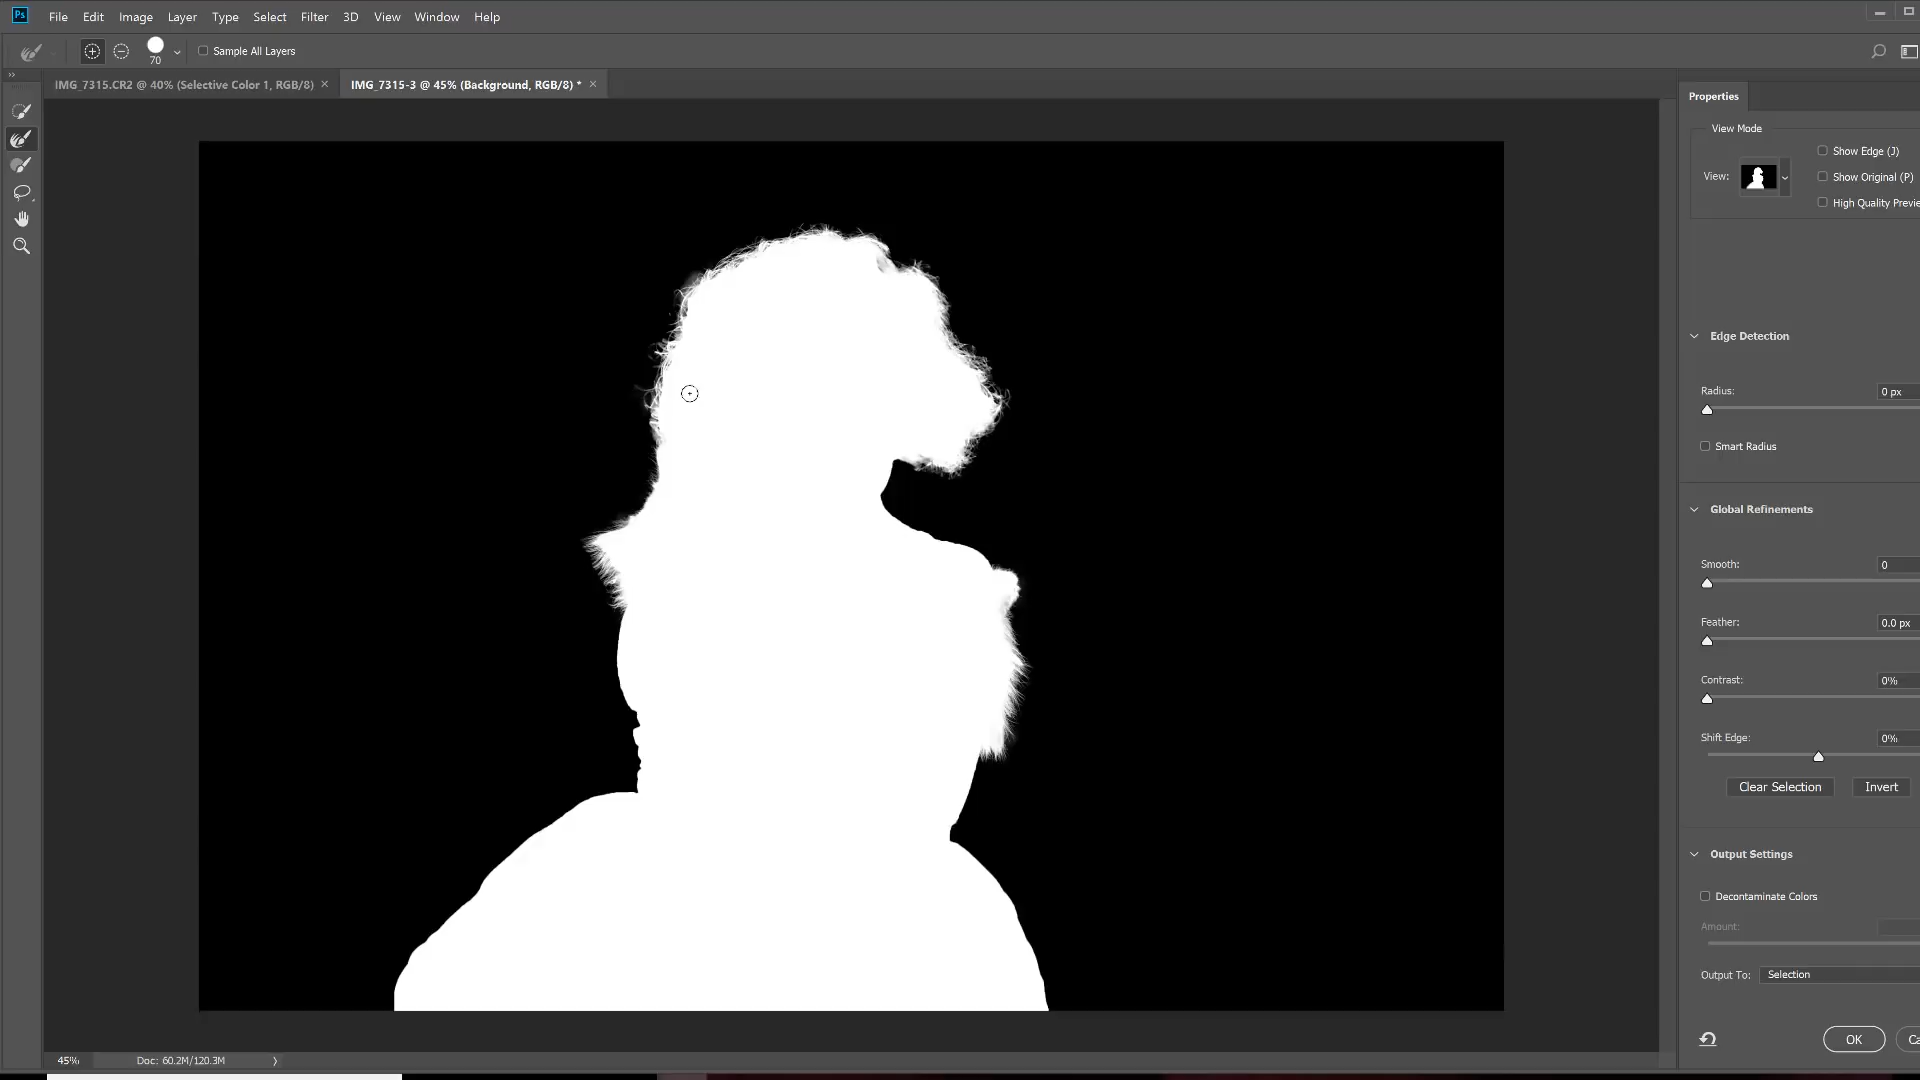 Ps File Edit Image Layer Type Select Filter 3D View Window Help
70 Sample All Layers
IMG_7315.CR2 @ 40% (Selective Color 1, RGB/8) × IMG_7315-3 @ 45% (Background, RGB/8) * ×
Properties
View Mode
Show Edge (J)
View: Show Original (P)
High Quality Previe
Edge Detection
Radius: 0 px
Smart Radius
Global Refinements
Smooth: 0
Feather: 0.0 px
Contrast: 0%
Shift Edge: 0%
Clear Selection Invert
Output Settings
Decontaminate Colors
Amount:
Output To: Selection
OK Ca
45% Doc: 60.2M/120.3M